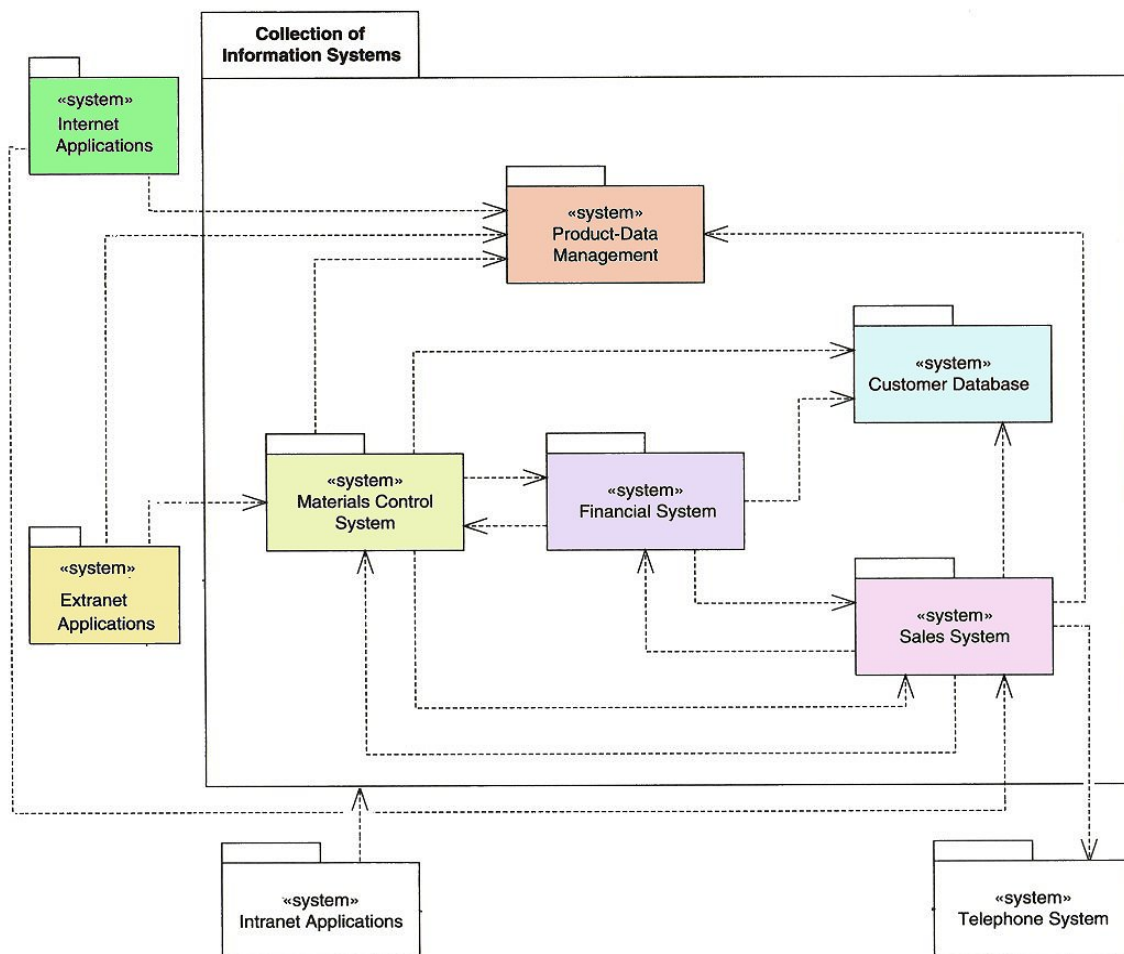 Collection of
Information Systems
«system»
Internet
Applications
«system»
Product-Data
Management
«system»
Customer Database
«system»
Materials Control
System
«system»
Financial System
«system»
Extranet
Applications
«system»
Sales System
«system»
Intranet Applications
«system»
Telephone System